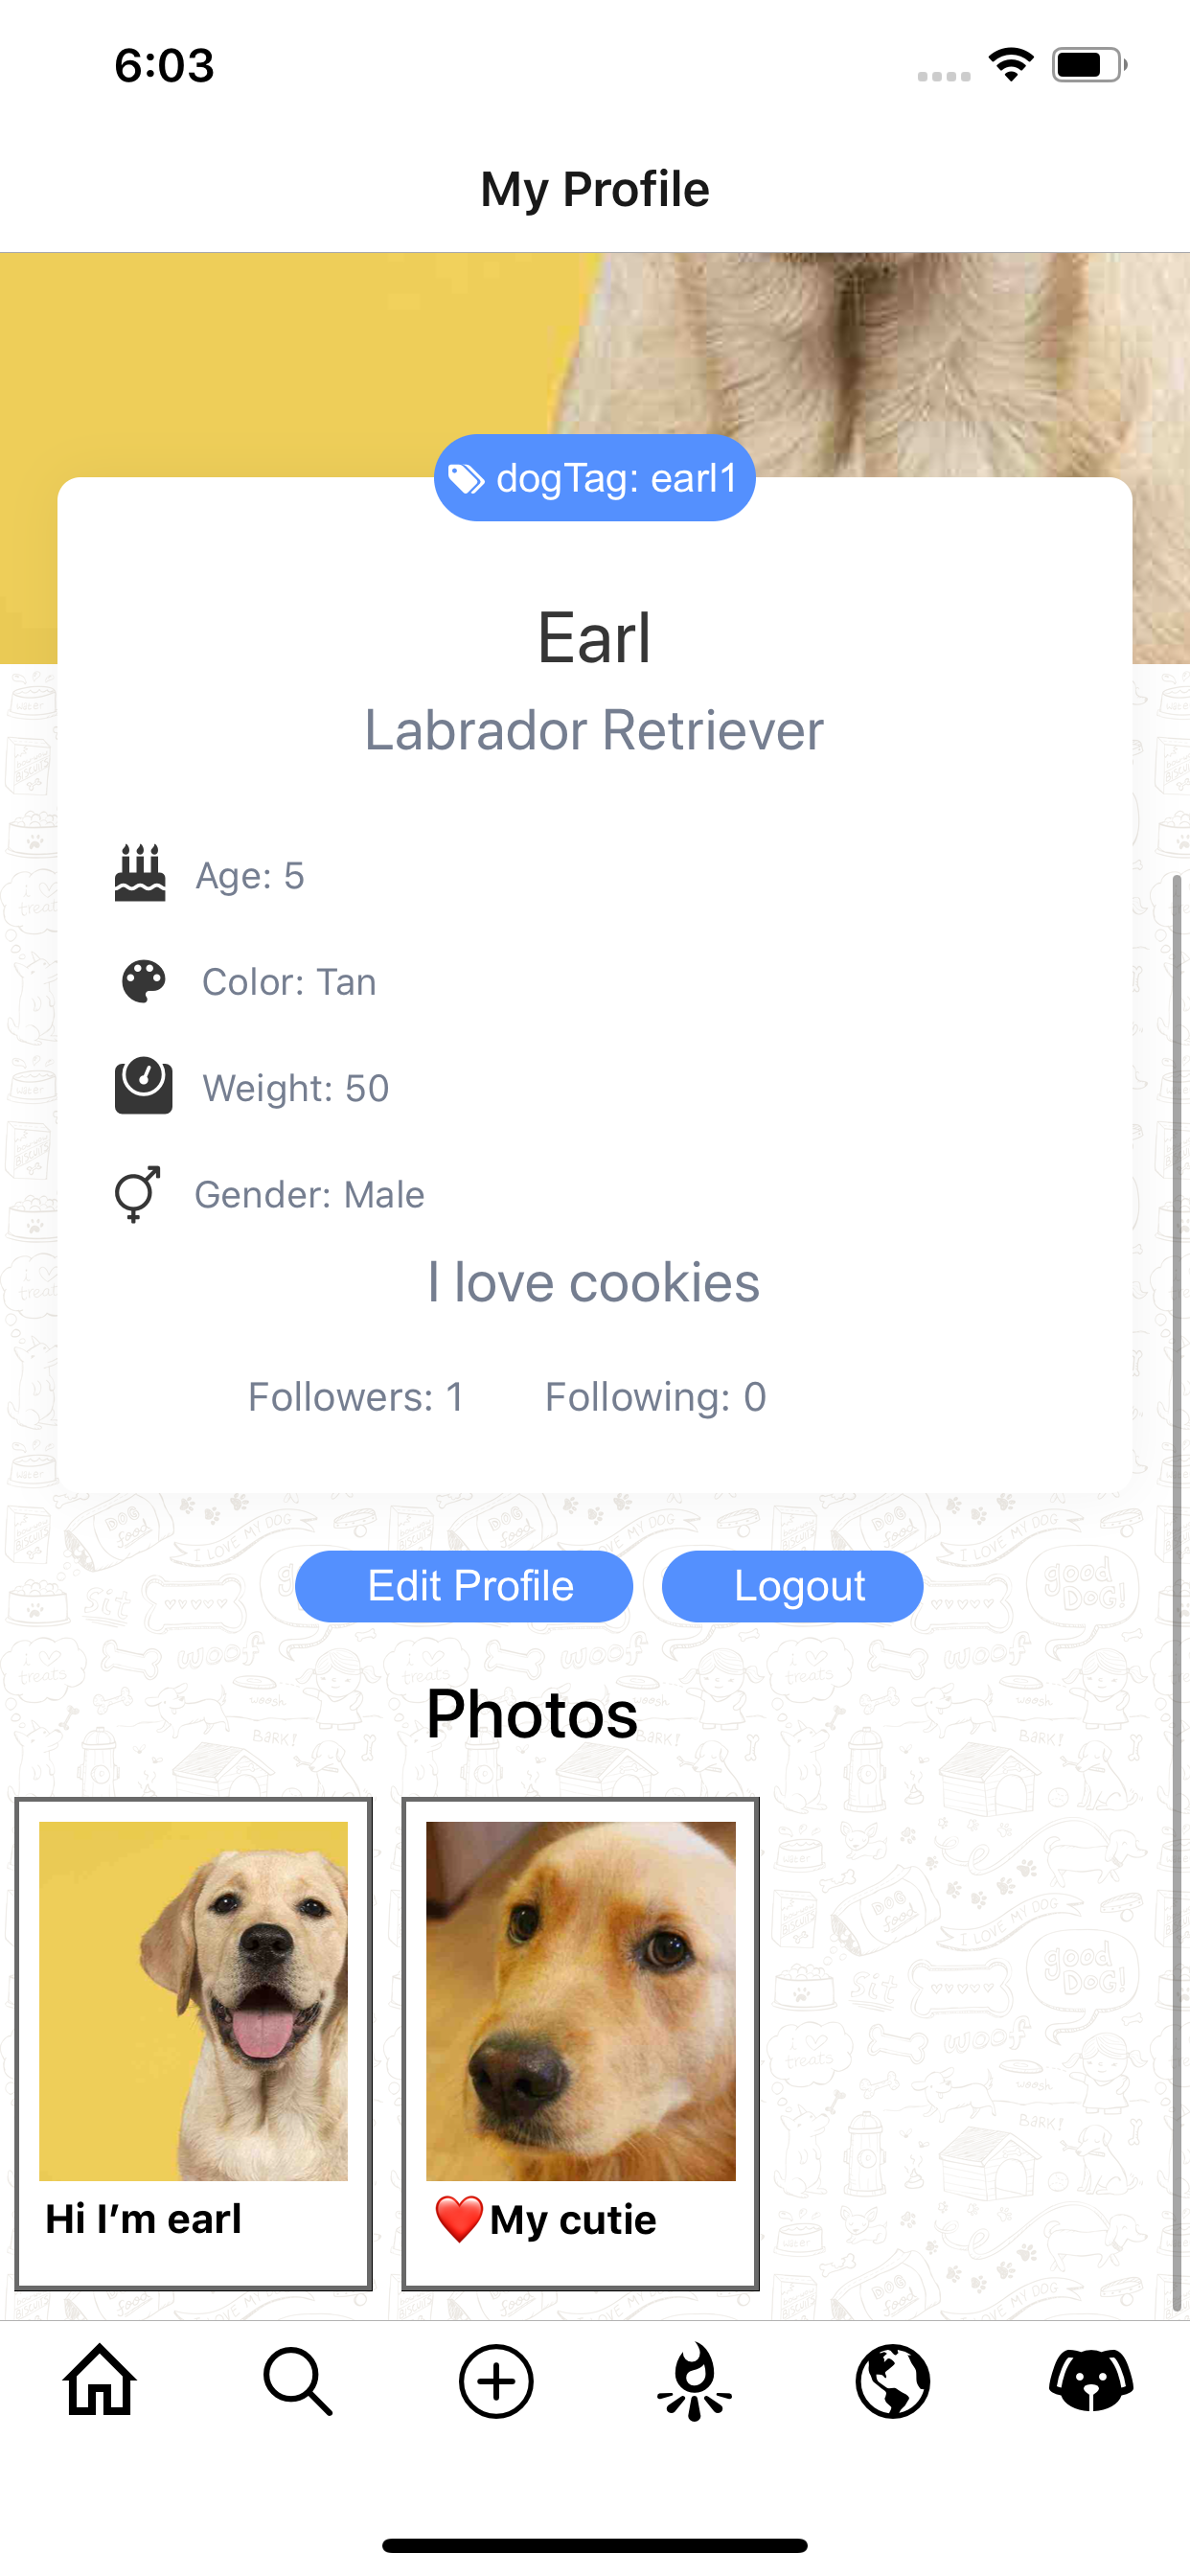 6:03
My Profile
dogTag: earl1
Earl
Labrador Retriever
Age: 5
Color: Tan
Weight: 50
Gender: Male
I love cookies
Followers: 1 Following: 0
Edit Profile Logout
Photos
Hi I’m earl ❤️My cutie